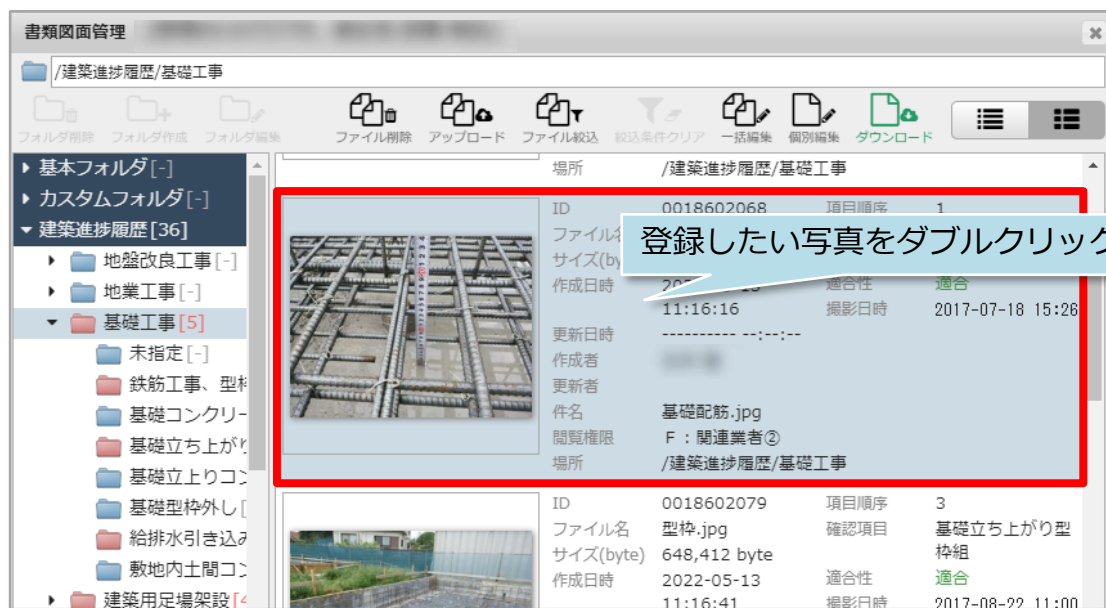 書類図面管理
/建築進捗履歴/基礎工事
フォルダ削除 フォルダ作成 フォルダ編集 ファイル削除 アップロード ファイル絞込 絞込条件クリア 一括編集 個別編集 ダウンロード
基本フォルダ[-]
カスタムフォルダ[-]
建築進捗履歴[36]
地盤改良工事[-]
地業工事[-]
基礎工事[5]
未指定[-]
鉄筋工事、型枠
基礎コンクリー
基礎立ち上がり
基礎立上りコン
基礎型枠外し[
給排水引き込み
敷地内土間コン
建築用足場架設[4
場所 /建築進捗履歴/基礎工事
ID 0018602068 項目順序 1
ファイル名
サイズ(by
登録したい写真をダブルクリック
作成日時 適合性 適合
11:16:16 撮影日時 2017-07-18 15:26
更新日時 ---------- --:--:--
作成者
更新者
件名 基礎配筋.jpg
閲覧権限 F：関連業者②
場所 /建築進捗履歴/基礎工事
ID 0018602079 項目順序 3
ファイル名 型枠.jpg 確認項目 基礎立ち上がり型
枠組
サイズ(byte) 648,412 byte
作成日時 2022-05-13 適合性 適合
11:16:41 撮影日時 2017-08-22 11:00